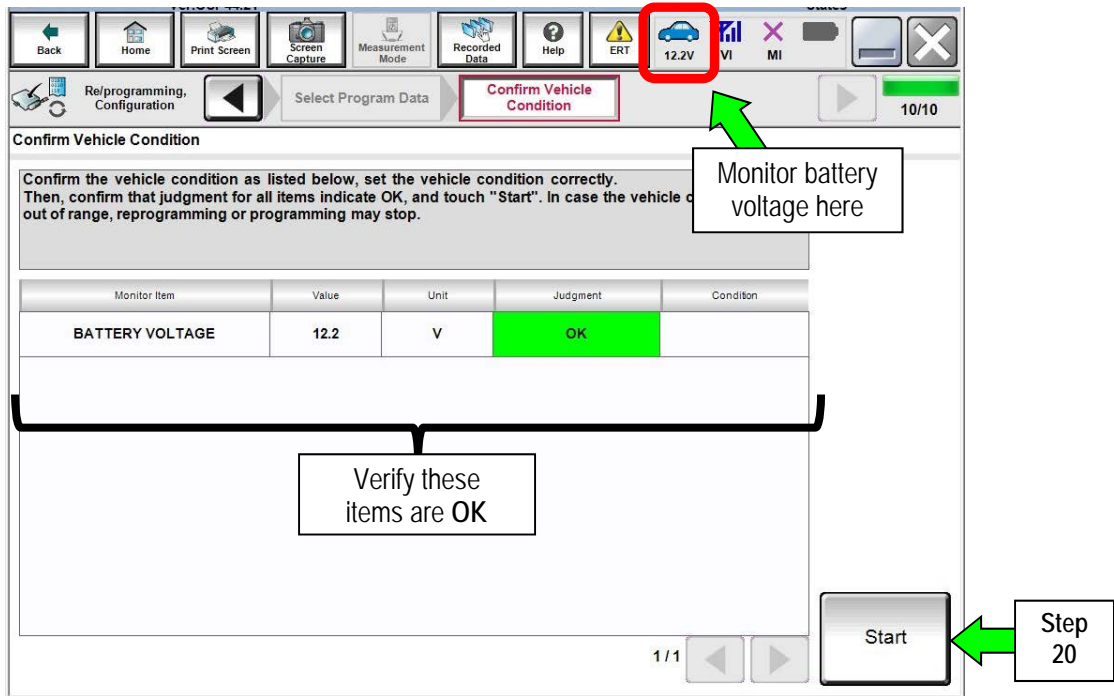 Back
Home
Print Screen
Screen
Capture
Measurement
Mode
Recorded
Data
Help
ERT
12.2V
VI
MI
Re/programming,
Configuration
Select Program Data
Confirm Vehicle
Condition
10/10
Confirm Vehicle Condition
Confirm the vehicle condition as listed below, set the vehicle condition correctly.
Then, confirm that judgment for all items indicate OK, and touch "Start". In case the vehicle
out of range, reprogramming or programming may stop.
Monitor battery
voltage here
Monitor Item Value Unit Judgment Condition
BATTERY VOLTAGE 12.2 V OK
Verify these
items are OK
Start
Step
20
1/1